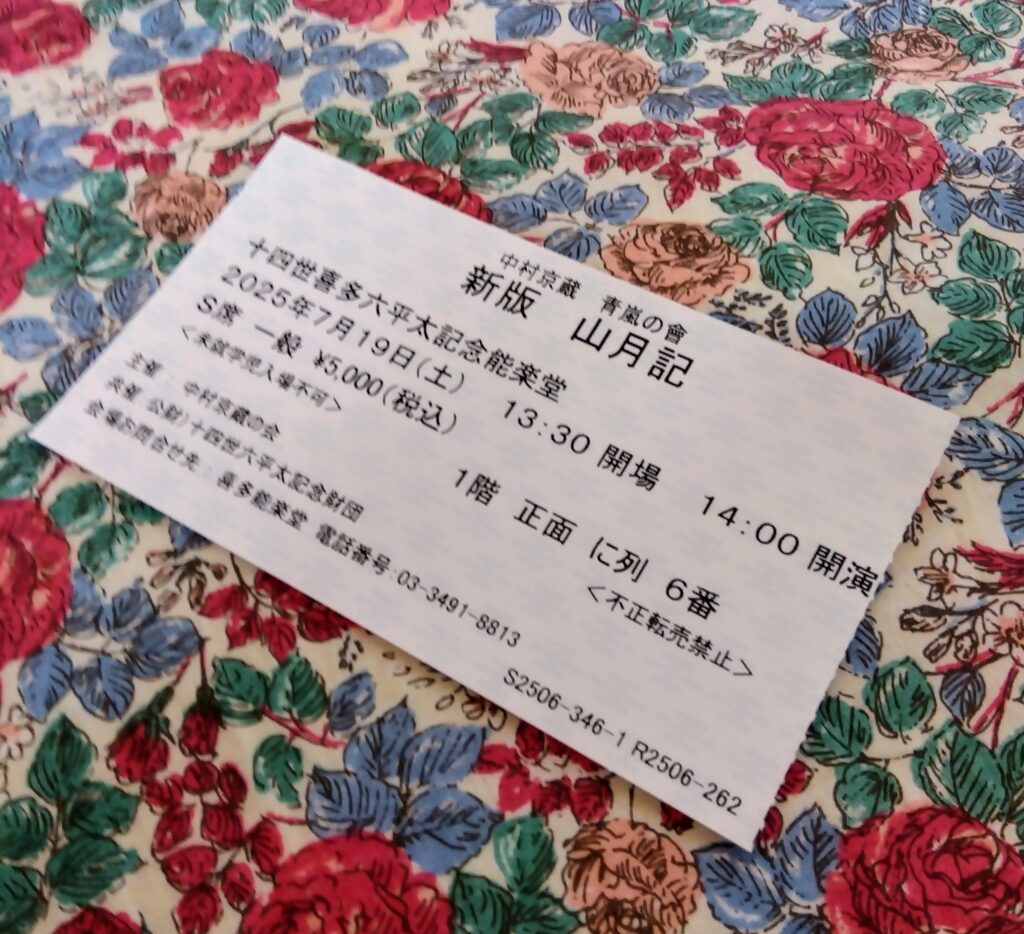 中村京蔵 青嵐の會
新版 山月記
十四世喜多六平太記念能楽堂
2025年7月19日(土) 13:30 開場 14:00 開演
S席 一般 ¥5,000(税込)
1階 正面 に列 6番
<未就学児入場不可>
<不正転売禁止>
主催：中村京蔵の会
共催 公財)十四世六平太記念財団
会場お問合せ先：喜多能楽堂 電話番号:03-3491-8813
S2506-346-1 R2506-262